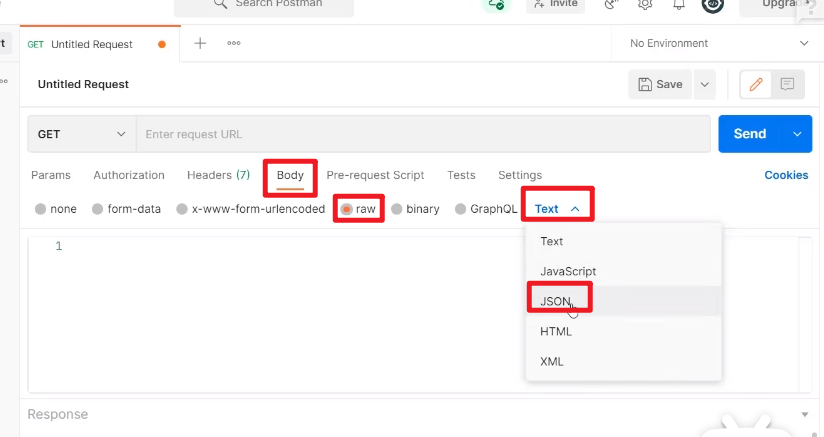 Search Postman
Invite
Upgrade
GET Untitled Request
No Environment
Untitled Request
Save
GET
Enter request URL
Send
Params Authorization Headers (7) Body Pre-request Script Tests Settings Cookies
none form-data x-www-form-urlencoded raw binary GraphQL Text
1
Text
JavaScript
JSON
HTML
XML
Response